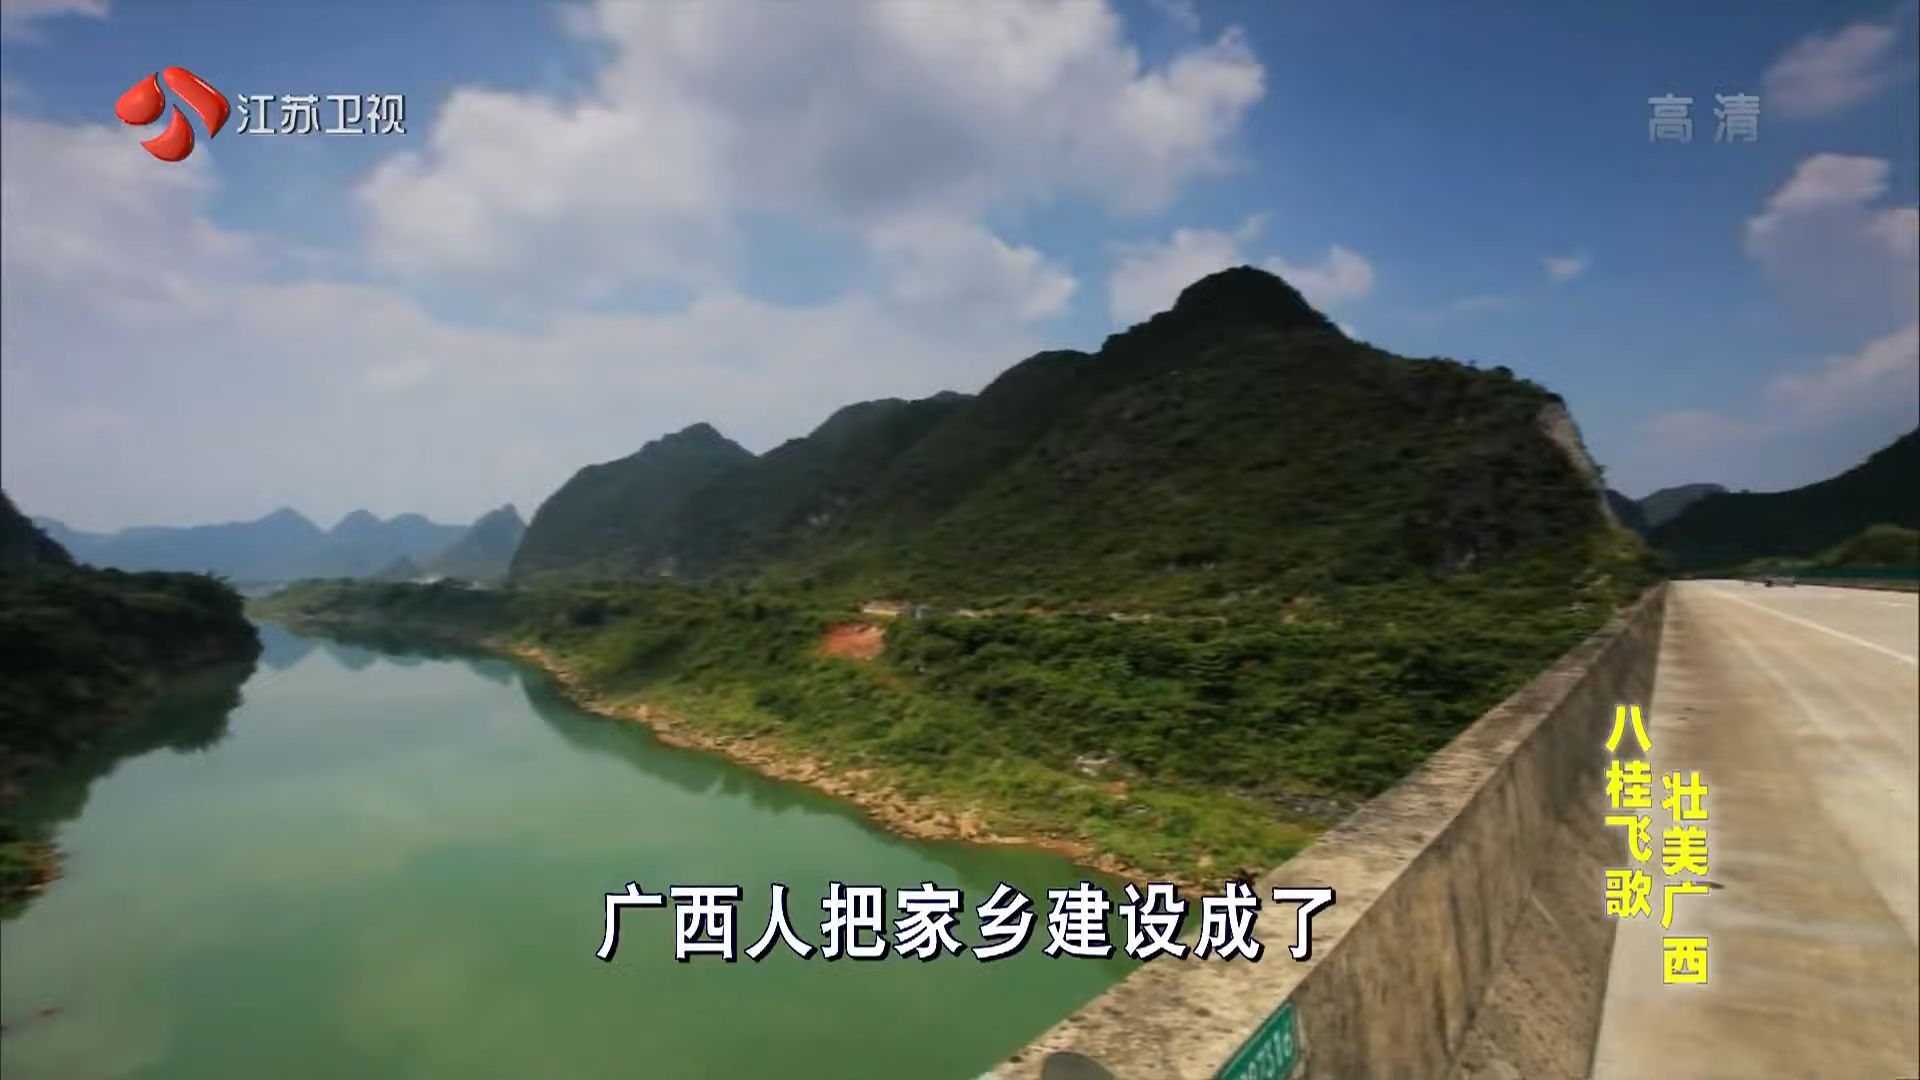 江苏卫视
高清
八桂飞歌
壮美广西
广西人把家乡建设成了